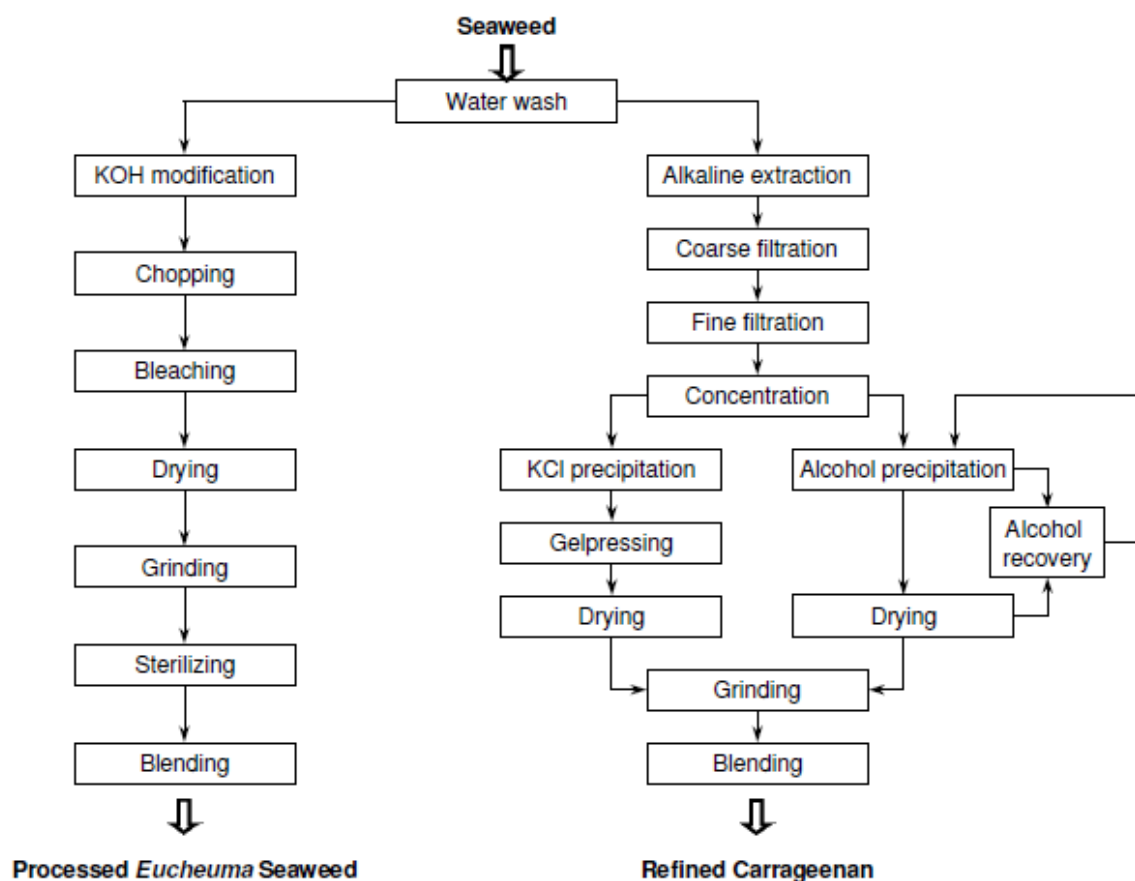 Seaweed
Water wash
KOH modification
Chopping
Bleaching
Drying
Grinding
Sterilizing
Blending
Processed Eucheuma Seaweed
Alkaline extraction
Coarse filtration
Fine filtration
Concentration
KCl precipitation
Gelpressing
Drying
Alcohol precipitation
Alcohol
recovery
Drying
Grinding
Blending
Refined Carrageenan